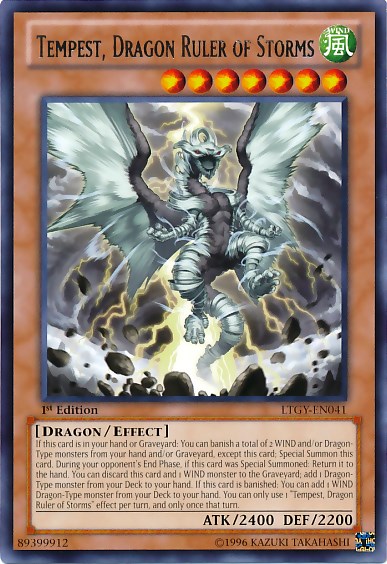 TEMPEST, DRAGON RULER OF STORMS
WIND
風
1st Edition
LTGY-EN041
[DRAGON / EFFECT]
If this card is in your hand or Graveyard: You can banish a total of 2 WIND and/or Dragon-
Type monsters from your hand and/or Graveyard, except this card; Special Summon this
card. During your opponent's End Phase, if this card was Special Summoned: Return it to
the hand. You can discard this card and 1 WIND monster to the Graveyard; add 1 Dragon-
Type monster from your Deck to your hand. If this card is banished: You can add 1 WIND
Dragon-Type monster from your Deck to your hand. You can only use 1 "Tempest, Dragon
Ruler of Storms" effect per turn, and only once that turn.
ATK/2400 DEF/2200
89399912
©1996 KAZUKI TAKAHASHI